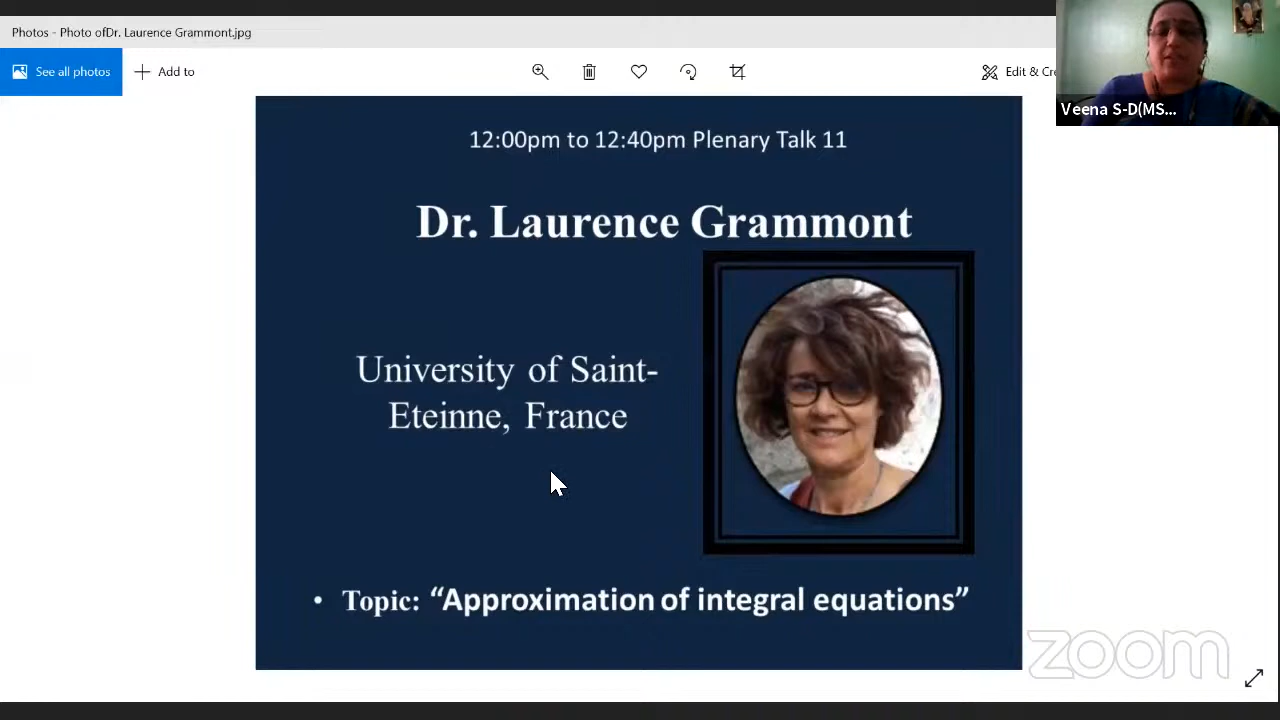 Photos - Photo ofDr. Laurence Grammont.jpg
See all photos
Add to
Edit & Cre
Veena S-D(MS...
12:00pm to 12:40pm Plenary Talk 11
Dr. Laurence Grammont
University of Saint-
Eteinne, France
• Topic: “Approximation of integral equations”
zoom